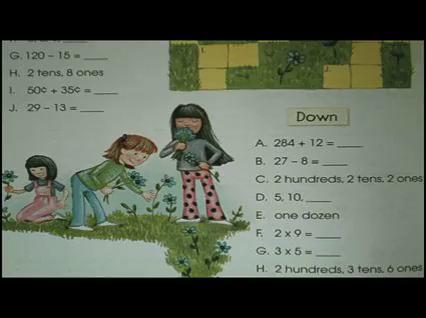 G. 120 – 15 = ____
H. 2 tens, 8 ones
I. 50¢ + 35¢ = ____
J. 29 – 13 = ____
I.
J.
Down
A. 284 + 12 = ____
B. 27 – 8 = ____
C. 2 hundreds, 2 tens, 2 ones
D. 5, 10, ____
E. one dozen
F. 2 x 9 = ____
G. 3 x 5 = ____
H. 2 hundreds, 3 tens, 6 ones